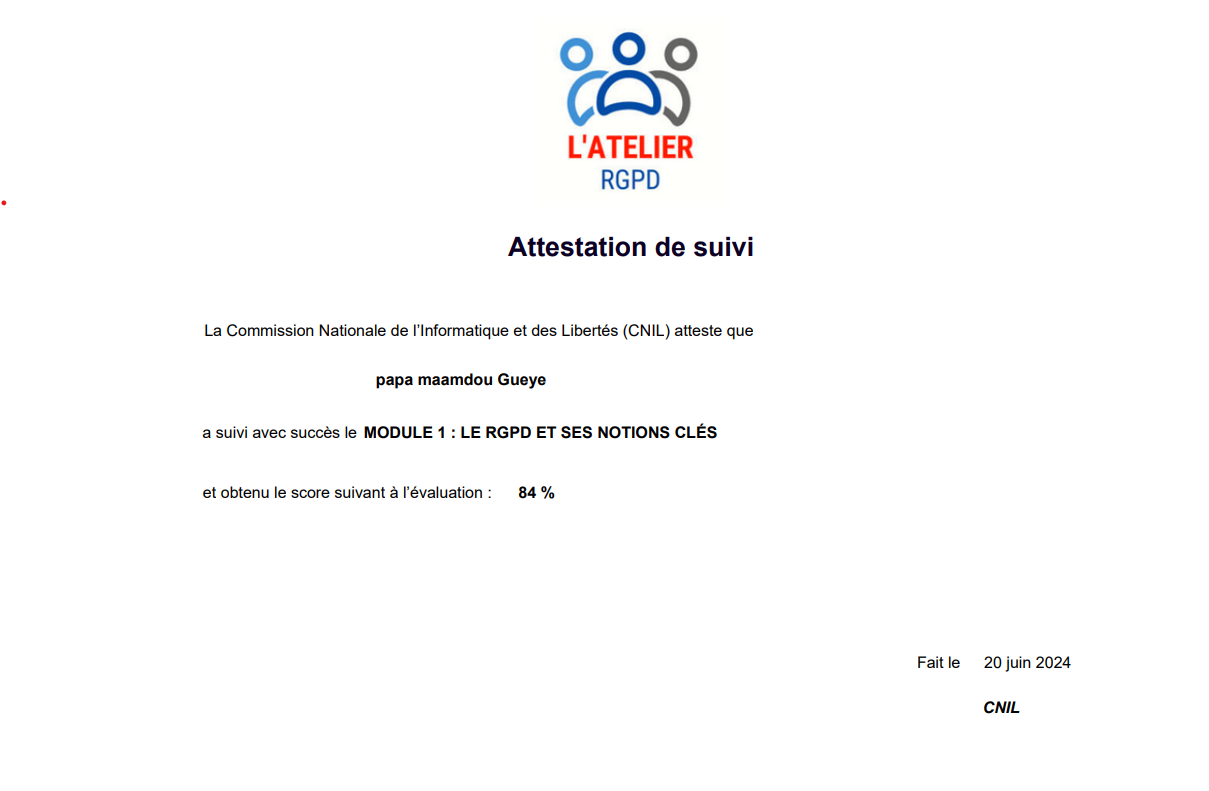 L'ATELIER
RGPD
Attestation de suivi
La Commission Nationale de l’Informatique et des Libertés (CNIL) atteste que
papa maamdou Gueye
a suivi avec succès le MODULE 1 : LE RGPD ET SES NOTIONS CLÉS
et obtenu le score suivant à l’évaluation : 84 %
Fait le 20 juin 2024
CNIL